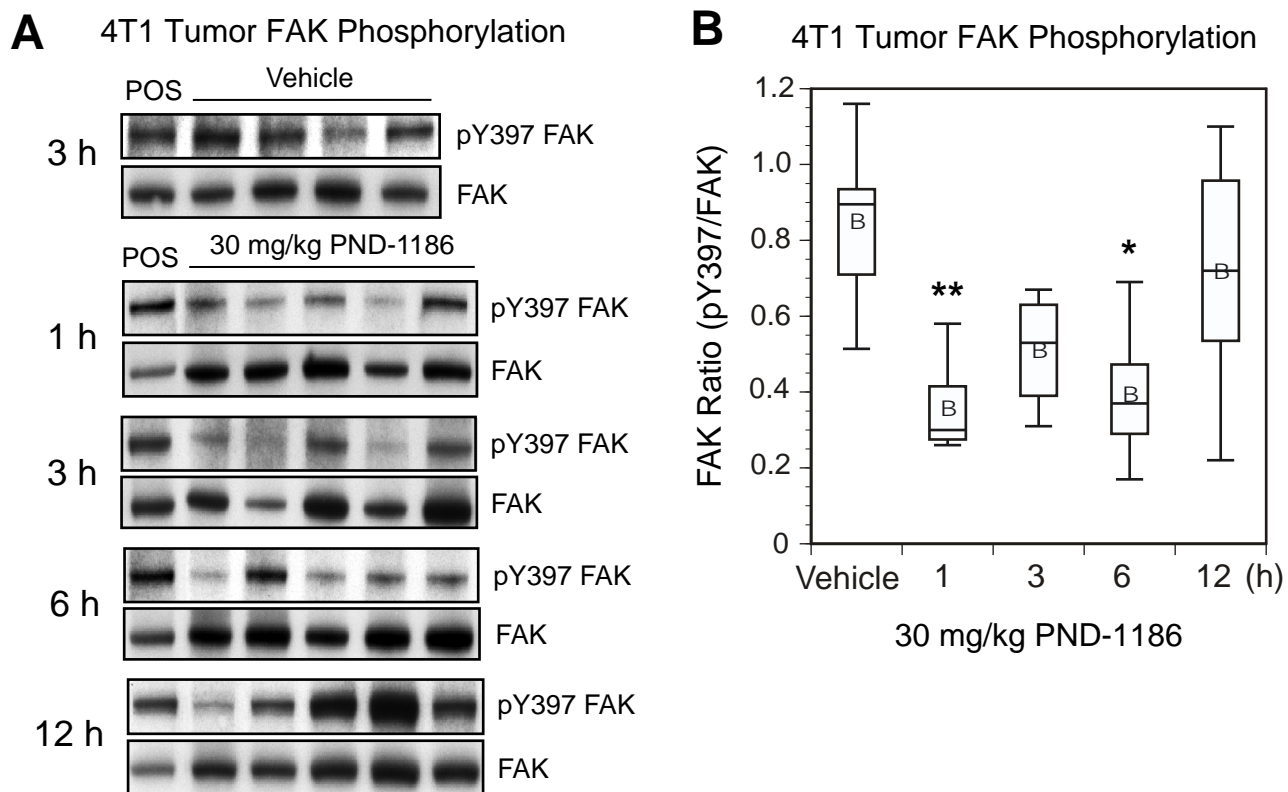 A
4T1 Tumor FAK Phosphorylation
POS
Vehicle
3 h
pY397 FAK
FAK
POS
30 mg/kg PND-1186
1 h
pY397 FAK
FAK
3 h
pY397 FAK
FAK
6 h
pY397 FAK
FAK
12 h
pY397 FAK
FAK
B
4T1 Tumor FAK Phosphorylation
FAK Ratio (pY397/FAK)
1.2
1.0
0.8
0.6
0.4
0.2
0
B
**
B
B
*
B
B
Vehicle 1 3 6 12 (h)
30 mg/kg PND-1186